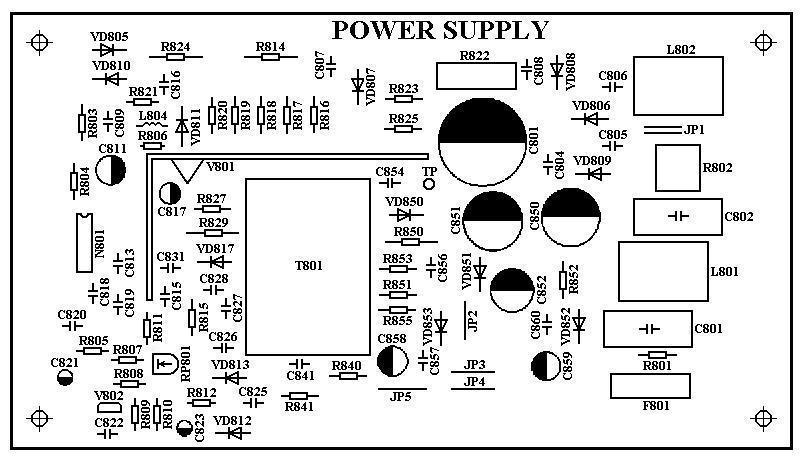 POWER SUPPLY
VD805
R824
R814
C807
R822
C808
VD808
L802
VD810
C816
VD807
C806
R821
R823
R803
C809
L804
VD811
R820
R819
R818
R817
R816
VD806
R825
C801
JP1
R806
C805
C811
V801
C804
VD809
R802
R804
C854
TP
C817
R827
VD850
C851
C850
C802
R829
R850
N801
VD817
C813
C831
T801
R853
C856
VD851
R852
L801
C828
C818
C819
C815
R851
C852
C827
R815
R855
VD853
JP2
C860
VD852
C801
C820
R811
R805
C826
C858
C857
R807
RP801
VD813
C841
R840
JP3
C859
R801
C821
R808
JP4
V802
R812
C825
R841
JP5
F801
R809
R810
C822
C823
VD812